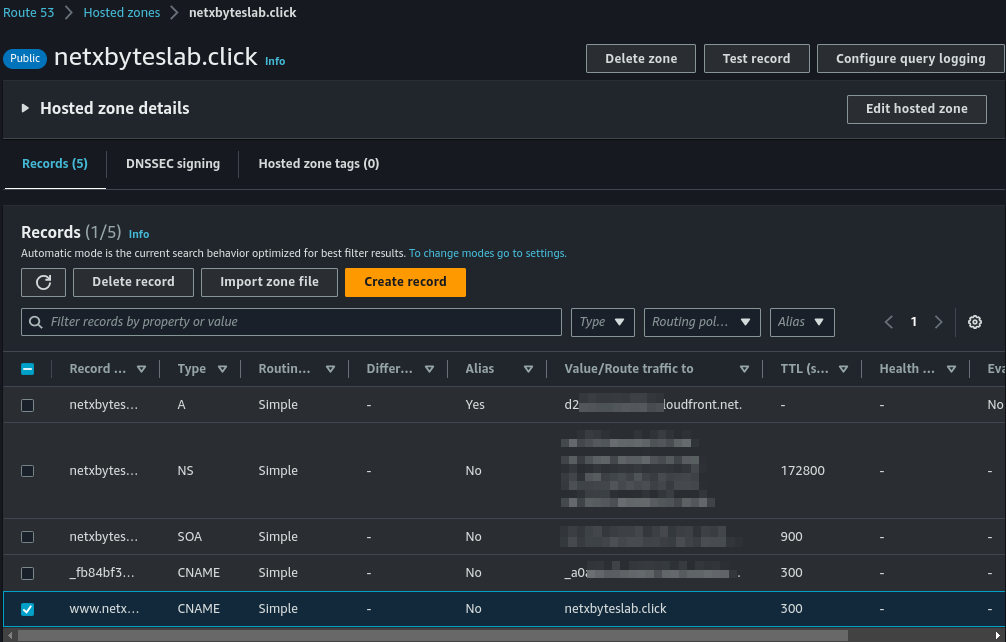 Route 53 > Hosted zones > netxbyteslab.click
Public netxbyteslab.click Info Delete zone Test record Configure query logging
Hosted zone details Edit hosted zone
Records (5) DNSSEC signing Hosted zone tags (0)
Records (1/5) Info
Automatic mode is the current search behavior optimized for best filter results. To change modes go to settings.
Delete record Import zone file Create record
Filter records by property or value Type Routing pol... Alias 1
Record ... Type Routin... Differ... Alias Value/Route traffic to TTL (s... Health ... Eva
netxbytes... A Simple - Yes d2 loudfront.net. - - No
netxbytes... NS Simple - No 172800 - -
netxbytes... SOA Simple - No 900 - -
_fb84bf3... CNAME Simple - No _a0 . 300 - -
www.netx... CNAME Simple - No netxbyteslab.click 300 - -